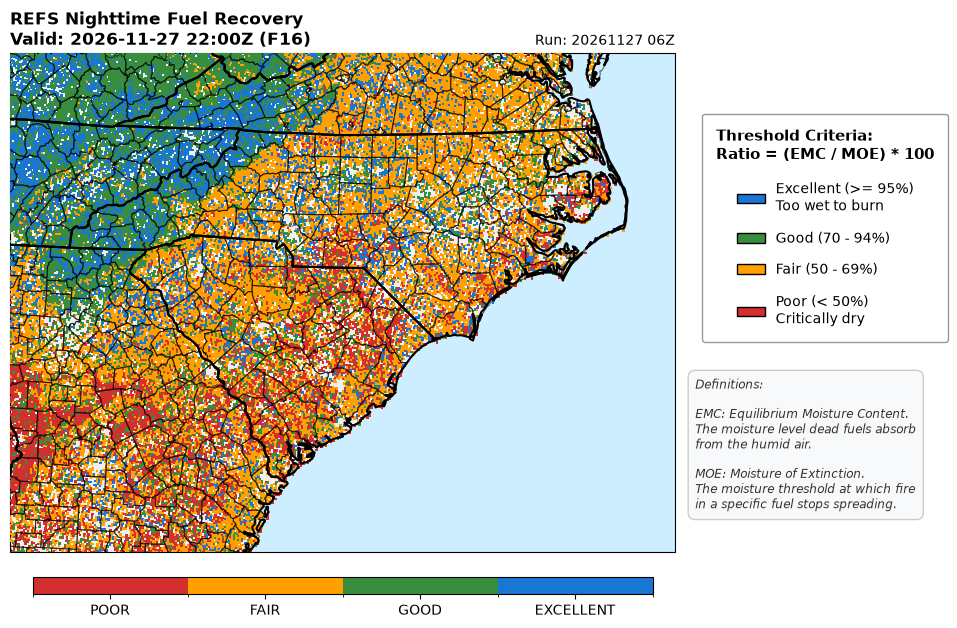 REFS Nighttime Fuel Recovery
Valid: 2026-11-27 22:00Z (F16)
Run: 20261127 06Z
Threshold Criteria:
Ratio = (EMC / MOE) * 100
Excellent (>= 95%)
Too wet to burn
Good (70 - 94%)
Fair (50 - 69%)
Poor (< 50%)
Critically dry
Definitions:
EMC: Equilibrium Moisture Content.
The moisture level dead fuels absorb
from the humid air.
MOE: Moisture of Extinction.
The moisture threshold at which fire
in a specific fuel stops spreading.
POOR FAIR GOOD EXCELLENT